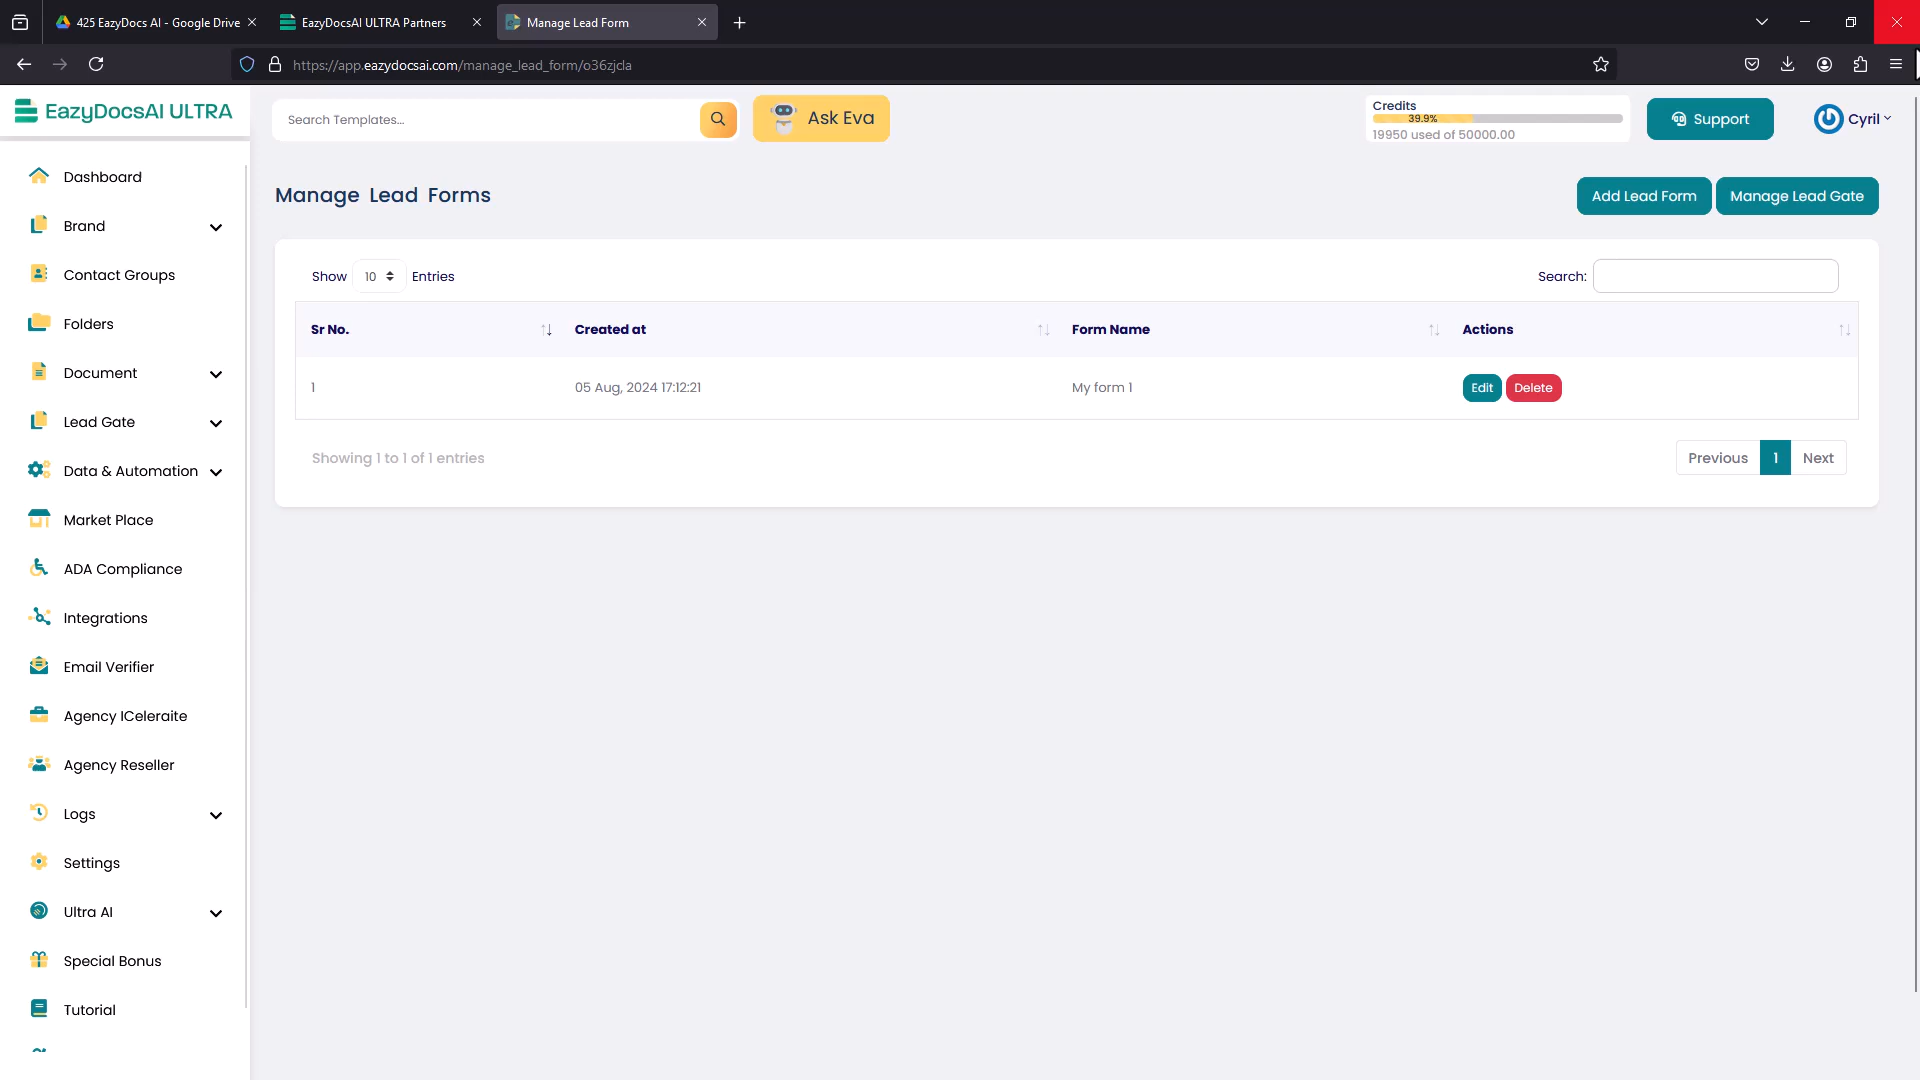 425 EazyDocs AI - Google Drive
EazyDocsAI ULTRA Partners
Manage Lead Form
https://app.eazydocsai.com/manage_lead_form/o36zjcla
EazyDocsAI ULTRA
Search Templates...
Ask Eva
Credits
39.9%
19950 used of 50000.00
Support
Cyril
Dashboard
Brand
Contact Groups
Folders
Document
Lead Gate
Data & Automation
Market Place
ADA Compliance
Integrations
Email Verifier
Agency ICeleraite
Agency Reseller
Logs
Settings
Ultra AI
Special Bonus
Tutorial
Manage Lead Forms
Add Lead Form
Manage Lead Gate
Show 10 Entries
Search:
Sr No. Created at Form Name Actions
1 05 Aug, 2024 17:12:21 My form 1 Edit Delete
Showing 1 to 1 of 1 entries
Previous 1 Next